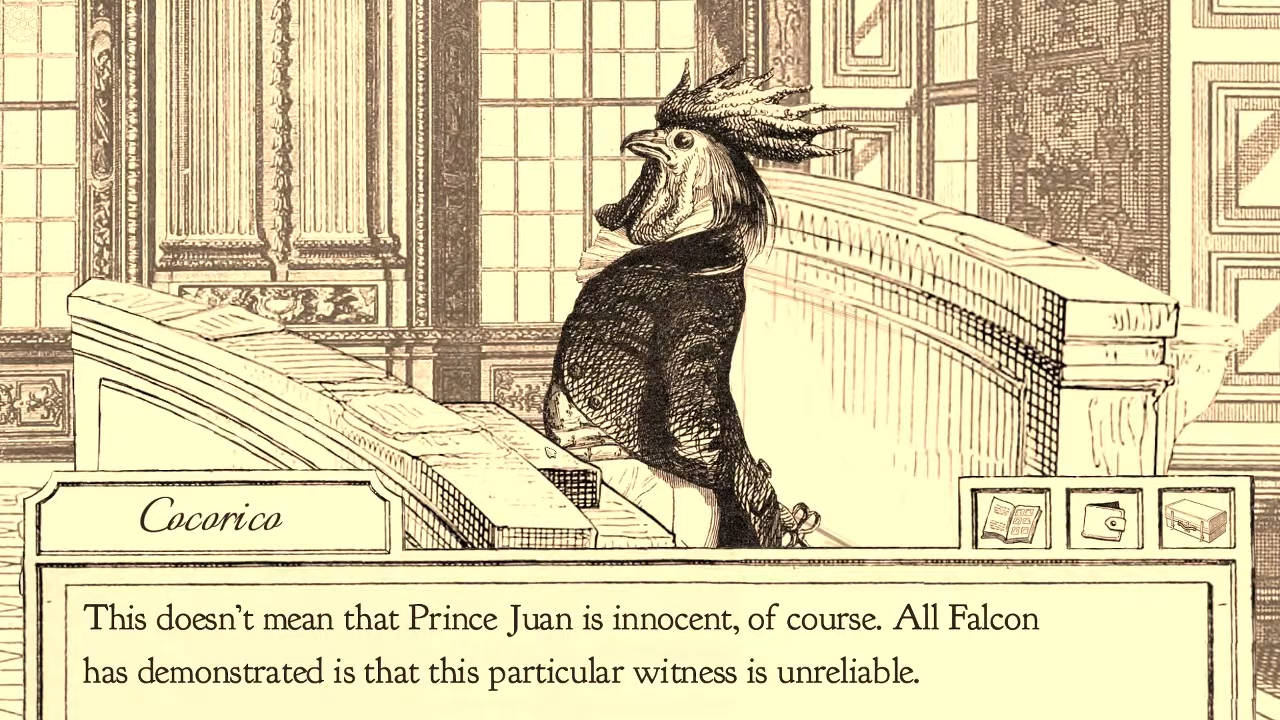 Cocorico
This doesn't mean that Prince Juan is innocent, of course. All Falcon
has demonstrated is that this particular witness is unreliable.